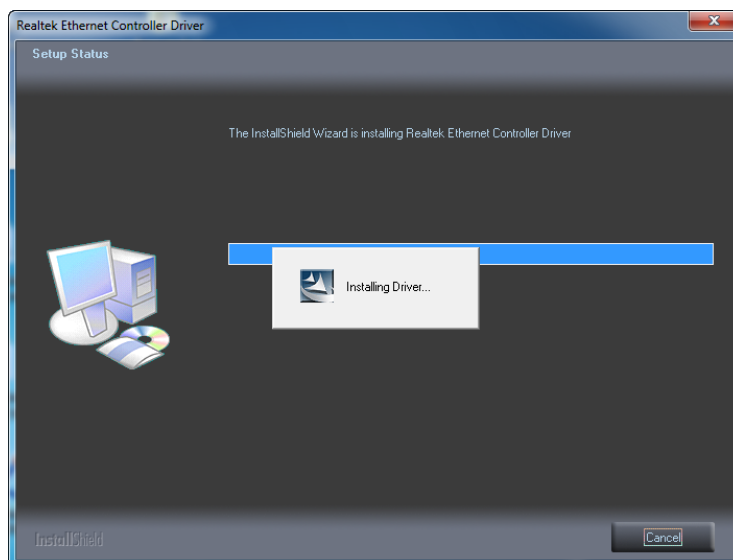 Realtek Ethernet Controller Driver
Setup Status
The InstallShield Wizard is installing Realtek Ethernet Controller Driver
Installing Driver...
InstallShield
Cancel